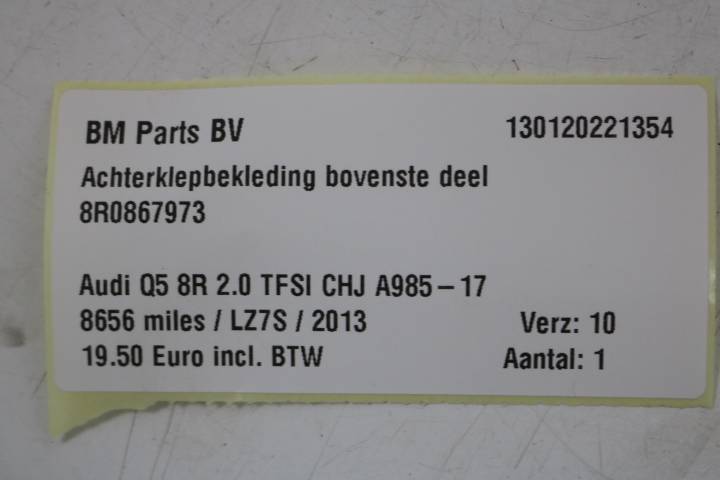 BM Parts BV 130120221354
Achterklepbekleding bovenste deel
8R0867973
Audi Q5 8R 2.0 TFSI CHJ A985-17
8656 miles / LZ7S / 2013 Verz: 10
19.50 Euro incl. BTW Aantal: 1